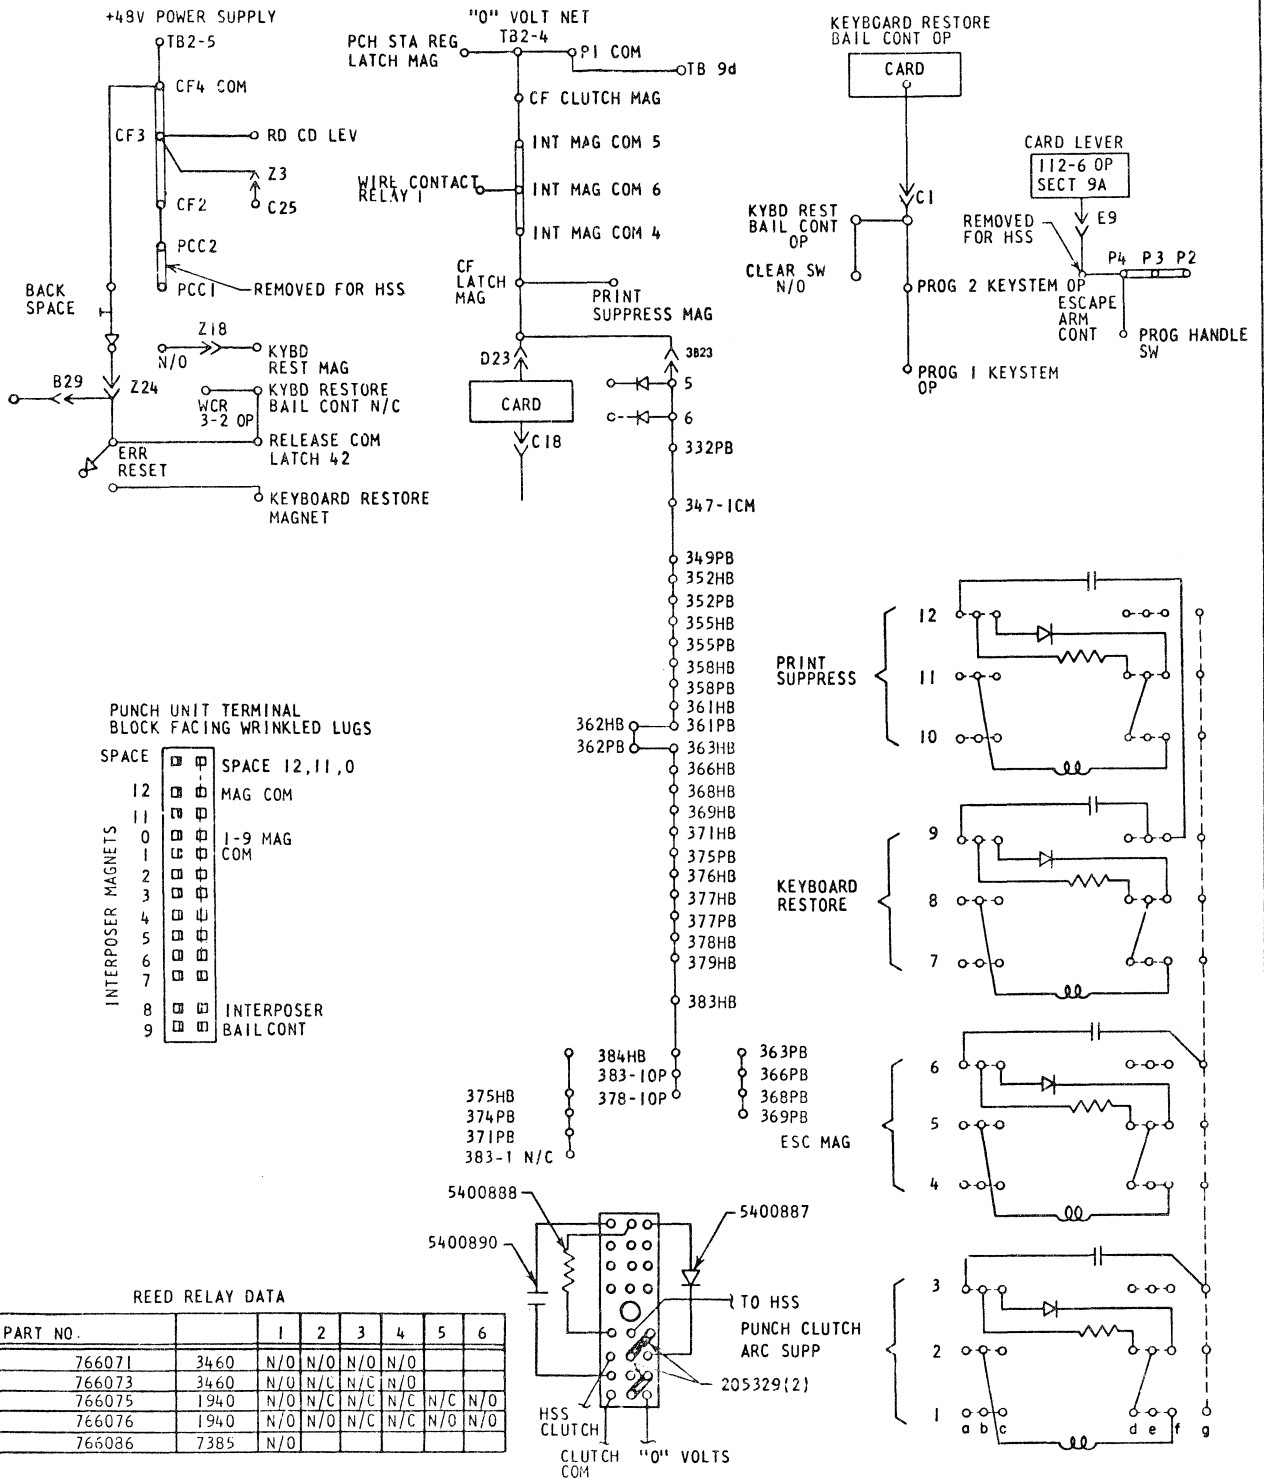 +48V POWER SUPPLY
TB2-5
CF4 COM
CF3
RD CD LEV
Z3
C25
CF2
PCC2
PCC1
REMOVED FOR HSS
BACK
SPACE
Z18
N/O
KYBD
REST MAG
B29
Z24
WCR
3-2 OP
KYBD RESTORE
BAIL CONT N/C
RELEASE COM
LATCH 42
ERR
RESET
KEYBOARD RESTORE
MAGNET
"O" VOLT NET
TB2-4
PCH STA REG
LATCH MAG
P1 COM
TB 9d
CF CLUTCH MAG
INT MAG COM 5
WIRE CONTACT
RELAY 1
INT MAG COM 6
INT MAG COM 4
CF
LATCH
MAG
PRINT
SUPPRESS MAG
D23
3B23
CARD
C18
5
6
332PB
347-1CM
349PB
352HB
352PB
355HB
355PB
358HB
358PB
361HB
362HB
361PB
362PB
363HB
366HB
368HB
369HB
371HB
375PB
376HB
377HB
377PB
378HB
379HB
383HB
384HB
383-10P
378-10P
375HB
374PB
371PB
383-1 N/C
363PB
366PB
368PB
369PB
KEYBOARD RESTORE
BAIL CONT OP
CARD
C1
KYBD REST
BAIL CONT
OP
CLEAR SW
N/O
PROG 2 KEYSTEM OP
PROG 1 KEYSTEM
OP
CARD LEVER
112-6 OP
SECT 9A
E9
REMOVED
FOR HSS
P4 P3 P2
ESCAPE
ARM
CONT
PROG HANDLE
SW
PUNCH UNIT TERMINAL
BLOCK FACING WRINKLED LUGS
SPACE
SPACE 12,11,0
12
MAG COM
11
0
1-9 MAG
1
COM
2
3
4
5
6
7
8
INTERPOSER
9
BAIL CONT
INTERPOSER MAGNETS
PRINT
SUPPRESS
12
11
10
KEYBOARD
RESTORE
9
8
7
ESC MAG
6
5
4
PUNCH CLUTCH
ARC SUPP
3
2
1
a b c d e f g
5400888
5400890
5400887
TO HSS
205329(2)
HSS
CLUTCH
CLUTCH
COM
"O" VOLTS
REED RELAY DATA
PART NO. 1 2 3 4 5 6
766071 3460 N/O N/O N/O N/O
766073 3460 N/O N/C N/C N/O
766075 1940 N/O N/C N/C N/C N/C N/O
766076 1940 N/O N/O N/C N/C N/O N/O
766086 7385 N/O